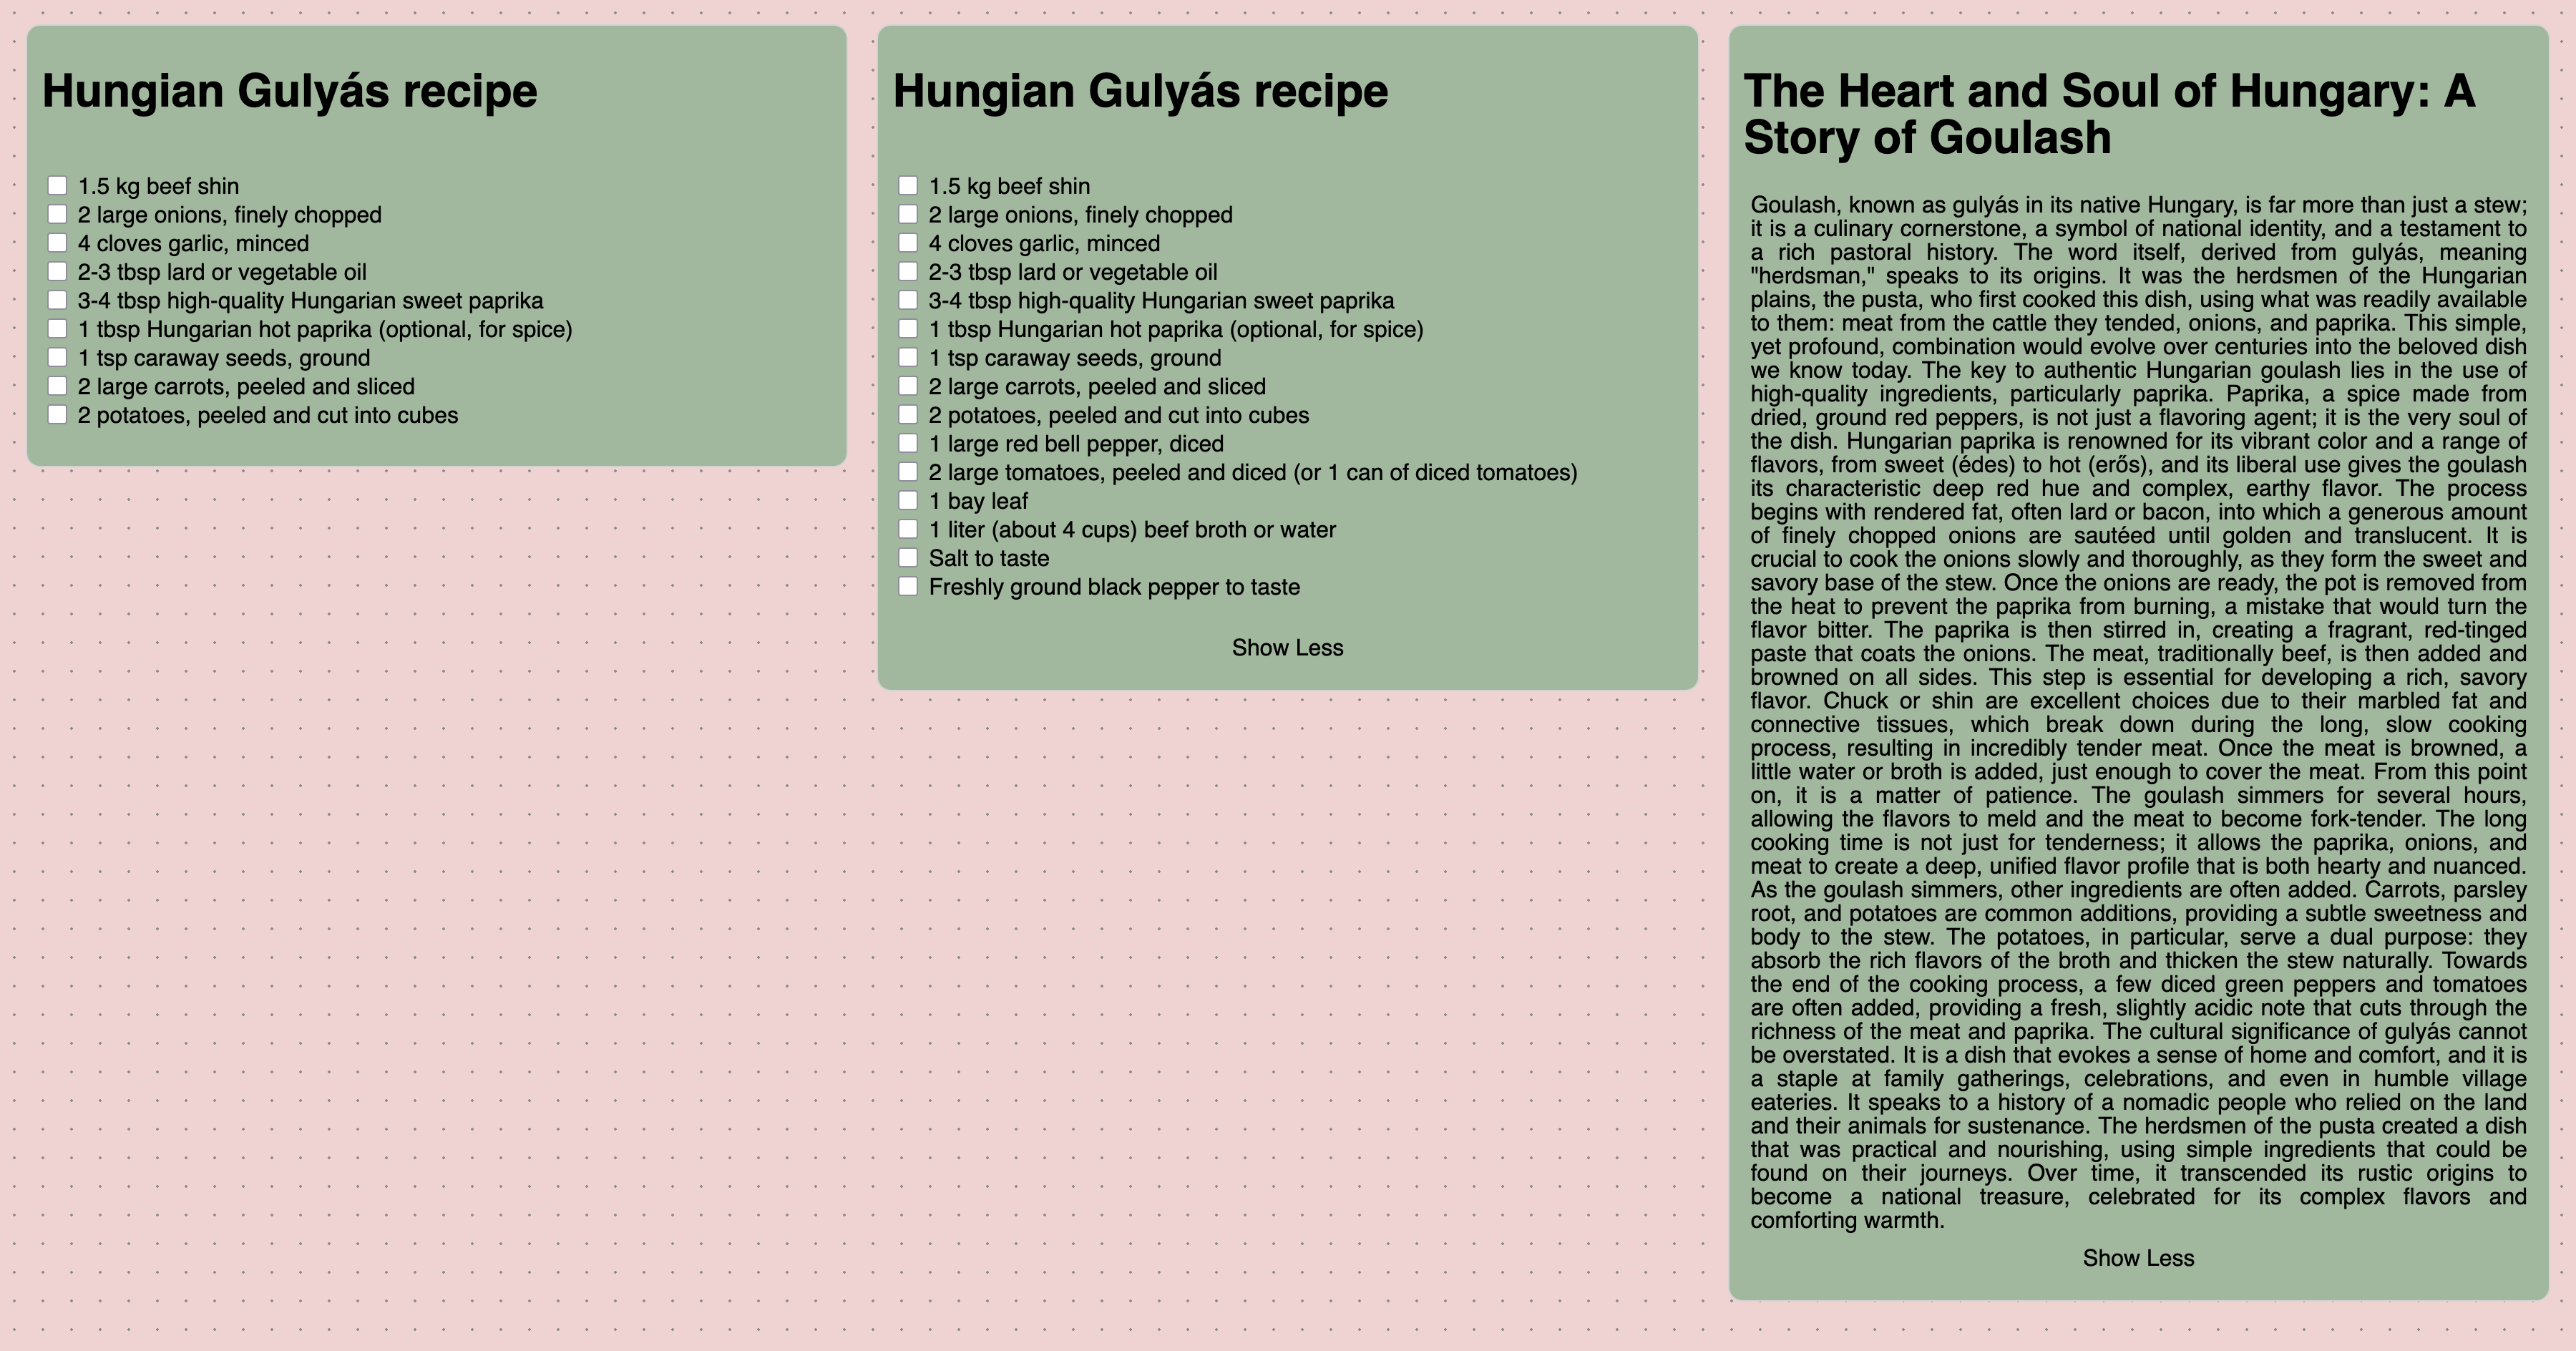 Hungian Gulyás recipe
1.5 kg beef shin
2 large onions, finely chopped
4 cloves garlic, minced
2-3 tbsp lard or vegetable oil
3-4 tbsp high-quality Hungarian sweet paprika
1 tbsp Hungarian hot paprika (optional, for spice)
1 tsp caraway seeds, ground
2 large carrots, peeled and sliced
2 potatoes, peeled and cut into cubes
Hungian Gulyás recipe
1.5 kg beef shin
2 large onions, finely chopped
4 cloves garlic, minced
2-3 tbsp lard or vegetable oil
3-4 tbsp high-quality Hungarian sweet paprika
1 tbsp Hungarian hot paprika (optional, for spice)
1 tsp caraway seeds, ground
2 large carrots, peeled and sliced
2 potatoes, peeled and cut into cubes
1 large red bell pepper, diced
2 large tomatoes, peeled and diced (or 1 can of diced tomatoes)
1 bay leaf
1 liter (about 4 cups) beef broth or water
Salt to taste
Freshly ground black pepper to taste
Show Less
The Heart and Soul of Hungary: A
Story of Goulash
Goulash, known as gulyás in its native Hungary, is far more than just a stew;
it is a culinary cornerstone, a symbol of national identity, and a testament to
a rich pastoral history. The word itself, derived from gulyás, meaning
"herdsman," speaks to its origins. It was the herdsmen of the Hungarian
plains, the pusta, who first cooked this dish, using what was readily available
to them: meat from the cattle they tended, onions, and paprika. This simple,
yet profound, combination would evolve over centuries into the beloved dish
we know today. The key to authentic Hungarian goulash lies in the use of
high-quality ingredients, particularly paprika. Paprika, a spice made from
dried, ground red peppers, is not just a flavoring agent; it is the very soul of
the dish. Hungarian paprika is renowned for its vibrant color and a range of
flavors, from sweet (édes) to hot (erős), and its liberal use gives the goulash
its characteristic deep red hue and complex, earthy flavor. The process
begins with rendered fat, often lard or bacon, into which a generous amount
of finely chopped onions are sautéed until golden and translucent. It is
crucial to cook the onions slowly and thoroughly, as they form the sweet and
savory base of the stew. Once the onions are ready, the pot is removed from
the heat to prevent the paprika from burning, a mistake that would turn the
flavor bitter. The paprika is then stirred in, creating a fragrant, red-tinged
paste that coats the onions. The meat, traditionally beef, is then added and
browned on all sides. This step is essential for developing a rich, savory
flavor. Chuck or shin are excellent choices due to their marbled fat and
connective tissues, which break down during the long, slow cooking
process, resulting in incredibly tender meat. Once the meat is browned, a
little water or broth is added, just enough to cover the meat. From this point
on, it is a matter of patience. The goulash simmers for several hours,
allowing the flavors to meld and the meat to become fork-tender. The long
cooking time is not just for tenderness; it allows the paprika, onions, and
meat to create a deep, unified flavor profile that is both hearty and nuanced.
As the goulash simmers, other ingredients are often added. Carrots, parsley
root, and potatoes are common additions, providing a subtle sweetness and
body to the stew. The potatoes, in particular, serve a dual purpose: they
absorb the rich flavors of the broth and thicken the stew naturally. Towards
the end of the cooking process, a few diced green peppers and tomatoes
are often added, providing a fresh, slightly acidic note that cuts through the
richness of the meat and paprika. The cultural significance of gulyás cannot
be overstated. It is a dish that evokes a sense of home and comfort, and it is
a staple at family gatherings, celebrations, and even in humble village
eateries. It speaks to a history of a nomadic people who relied on the land
and their animals for sustenance. The herdsmen of the pusta created a dish
that was practical and nourishing, using simple ingredients that could be
found on their journeys. Over time, it transcended its rustic origins to
become a national treasure, celebrated for its complex flavors and
comforting warmth.
Show Less